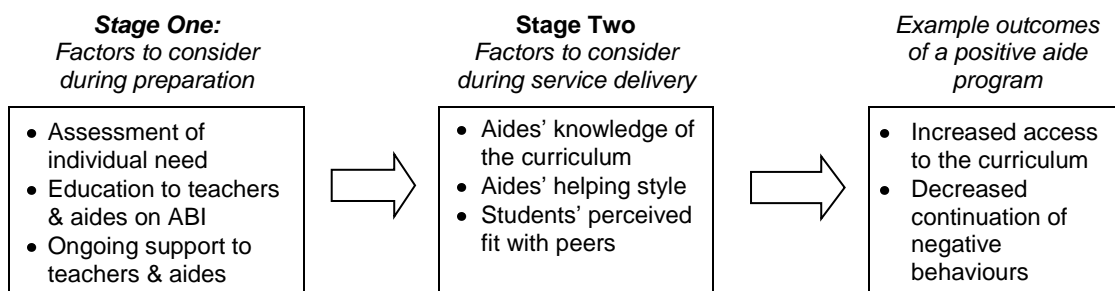 Stage One:
Factors to consider
during preparation
• Assessment of
individual need
• Education to teachers
& aides on ABI
• Ongoing support to
teachers & aides
Stage Two
Factors to consider
during service delivery
• Aides’ knowledge of
the curriculum
• Aides’ helping style
• Students’ perceived
fit with peers
Example outcomes
of a positive aide
program
• Increased access
to the curriculum
• Decreased
continuation of
negative
behaviours